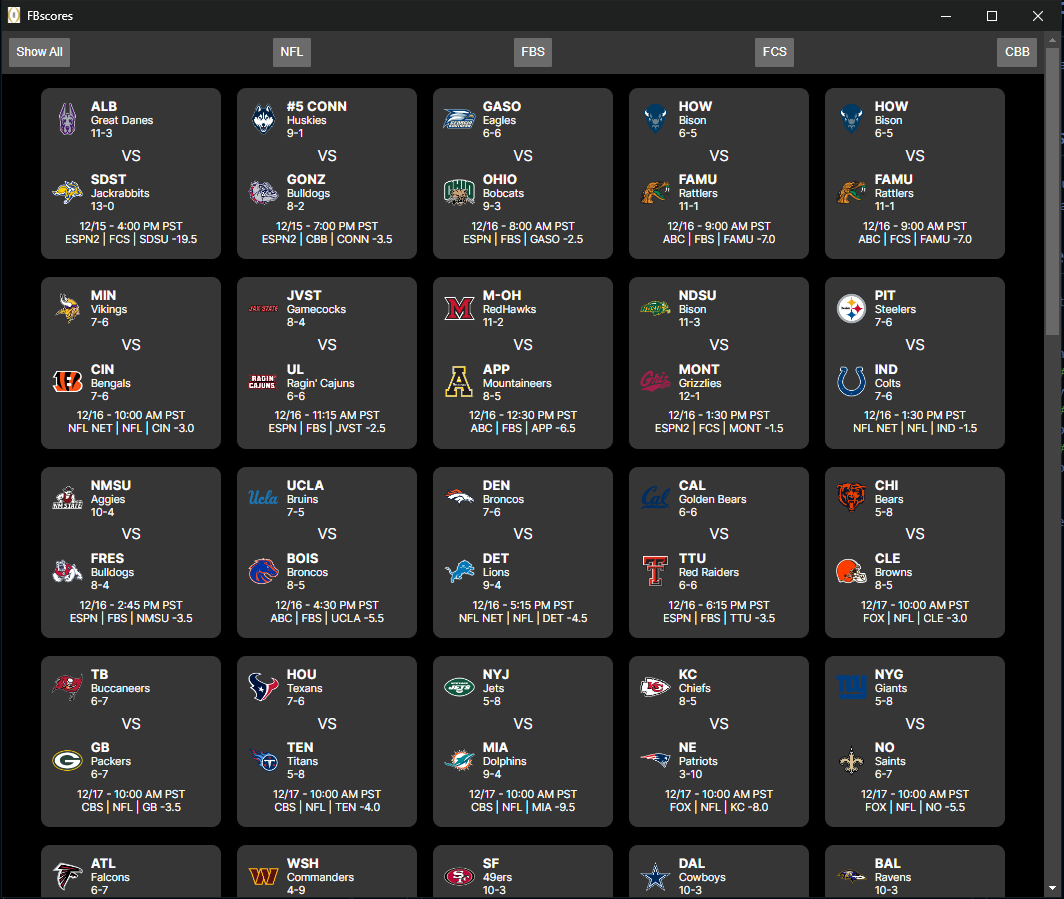 FBscores
Show All
NFL
FBS
FCS
CBB
ALB
Great Danes
11-3
VS
SDST
Jackrabbits
13-0
12/15 - 4:00 PM PST
ESPN2 | FCS | SDSU -19.5
#5 CONN
Huskies
9-1
VS
GONZ
Bulldogs
8-2
12/15 - 7:00 PM PST
ESPN2 | CBB | CONN -3.5
GASO
Eagles
6-6
VS
OHIO
Bobcats
9-3
12/16 - 8:00 AM PST
ESPN | FBS | GASO -2.5
HOW
Bison
6-5
VS
FAMU
Rattlers
11-1
12/16 - 9:00 AM PST
ABC | FBS | FAMU -7.0
HOW
Bison
6-5
VS
FAMU
Rattlers
11-1
12/16 - 9:00 AM PST
ABC | FCS | FAMU -7.0
MIN
Vikings
7-6
VS
CIN
Bengals
7-6
12/16 - 10:00 AM PST
NFL NET | NFL | CIN -3.0
JAX STATE
JVST
Gamecocks
8-4
VS
RAGIN'
CAJUNS
UL
Ragin' Cajuns
6-6
12/16 - 11:15 AM PST
ESPN | FBS | JVST -2.5
M-OH
RedHawks
11-2
VS
APP
Mountaineers
8-5
12/16 - 12:30 PM PST
ABC | FBS | APP -6.5
NDSU
Bison
11-3
VS
MONT
Grizzlies
12-1
12/16 - 1:30 PM PST
ESPN2 | FCS | MONT -1.5
PIT
Steelers
7-6
VS
IND
Colts
7-6
12/16 - 1:30 PM PST
NFL NET | NFL | IND -1.5
NM STATE
NMSU
Aggies
10-4
VS
FRES
Bulldogs
8-4
12/16 - 2:45 PM PST
ESPN | FBS | NMSU -3.5
Ucla
UCLA
Bruins
7-5
VS
BOIS
Broncos
8-5
12/16 - 4:30 PM PST
ABC | FBS | UCLA -5.5
DEN
Broncos
7-6
VS
DET
Lions
9-4
12/16 - 5:15 PM PST
NFL NET | NFL | DET -4.5
Cal
CAL
Golden Bears
6-6
VS
TTU
Red Raiders
6-6
12/16 - 6:15 PM PST
ESPN | FBS | TTU -3.5
CHI
Bears
5-8
VS
CLE
Browns
8-5
12/17 - 10:00 AM PST
FOX | NFL | CLE -3.0
TB
Buccaneers
6-7
VS
GB
Packers
6-7
12/17 - 10:00 AM PST
CBS | NFL | GB -3.5
HOU
Texans
7-6
VS
TEN
Titans
5-8
12/17 - 10:00 AM PST
CBS | NFL | TEN -4.0
JETS
NYJ
Jets
5-8
VS
MIA
Dolphins
9-4
12/17 - 10:00 AM PST
CBS | NFL | MIA -9.5
KC
Chiefs
8-5
VS
NE
Patriots
3-10
12/17 - 10:00 AM PST
FOX | NFL | KC -8.0
NYG
Giants
5-8
VS
NO
Saints
6-7
12/17 - 10:00 AM PST
FOX | NFL | NO -5.5
ATL
Falcons
6-7
WSH
Commanders
4-9
SF
49ers
10-3
DAL
Cowboys
10-3
BAL
Ravens
10-3